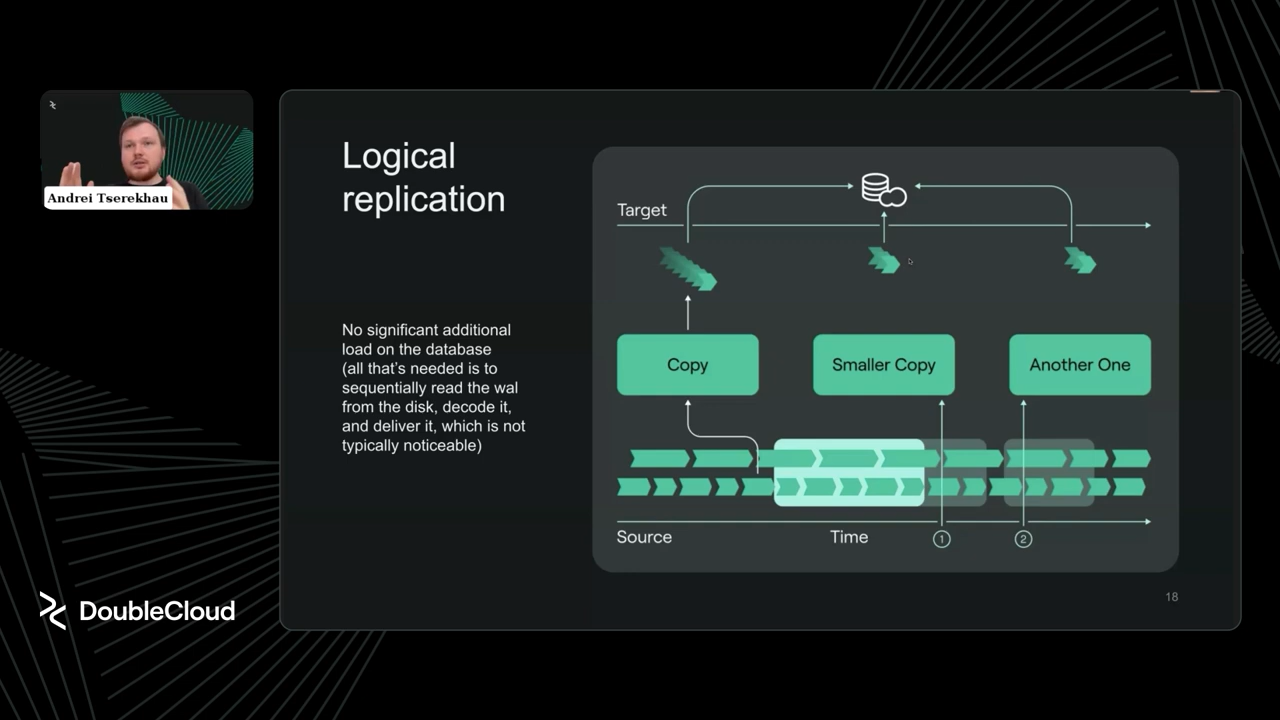 Andrei Tserekhau
DoubleCloud
Logical
replication
No significant additional
load on the database
(all that's needed is to
sequentially read the wal
from the disk, decode it,
and deliver it, which is not
typically noticeable)
Target
Copy
Smaller Copy
Another One
Source
Time
1
2
18